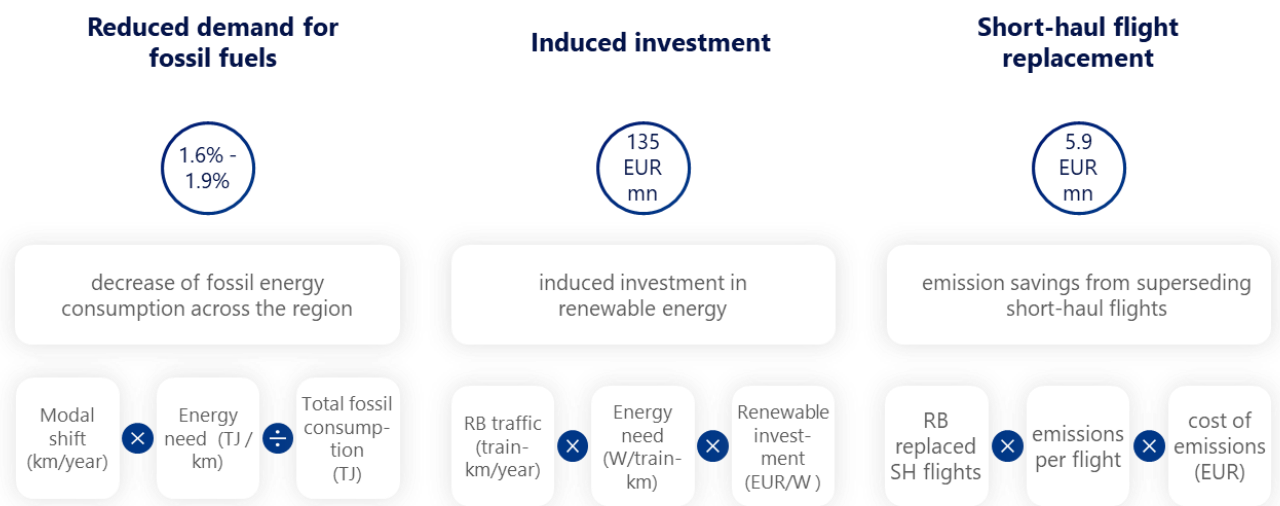 Reduced demand for
fossil fuels
1.6% -
1.9%
decrease of fossil energy
consumption across the region
Modal
shift
(km/year)
×
Energy
need (TJ /
km)
÷
Total fossil
consump-
tion
(TJ)
Induced investment
135
EUR
mn
induced investment in
renewable energy
RB traffic
(train-
km/year)
×
Energy
need
(W/train-
km)
×
Renewable
invest-
ment
(EUR/W )
Short-haul flight
replacement
5.9
EUR
mn
emission savings from superseding
short-haul flights
RB
replaced
SH flights
×
emissions
per flight
×
cost of
emissions
(EUR)